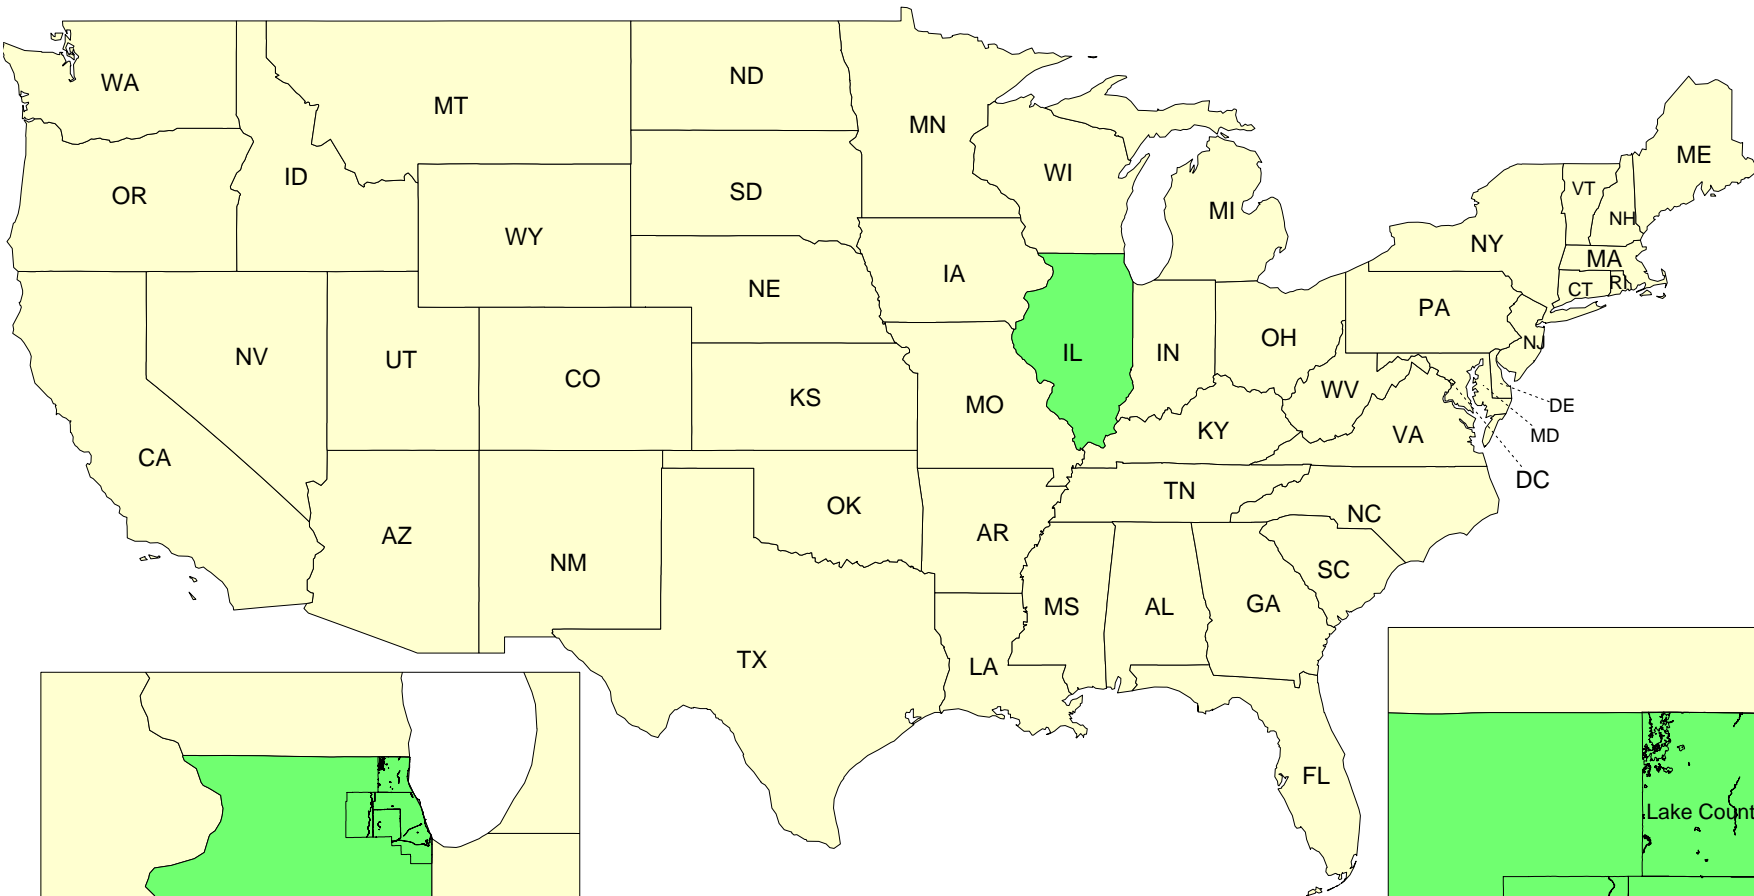 WA
MT
ND
MN
ME
OR
ID
SD
WI
MI
VT
NH
WY
NY
MA
IA
NE
CT
RI
PA
NV
UT
CO
KS
MO
IL
IN
OH
NJ
WV
DE
KY
VA
MD
CA
DC
AZ
NM
OK
AR
TN
NC
SC
MS
AL
GA
TX
LA
FL
Lake Count